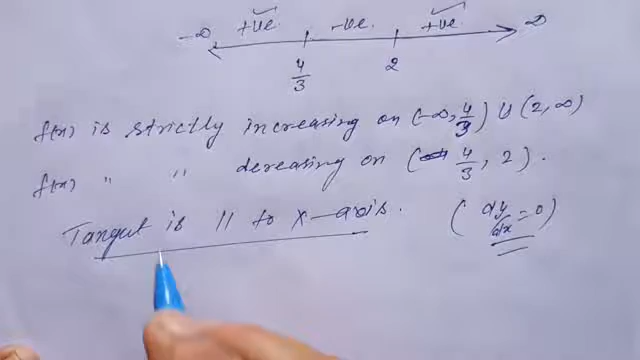 -∞ +ve -ve +ve ∞
4/3 2
f(x) is strictly increasing on (-∞, 4/3) U (2, ∞)
f(x) " " dereasing on ( 4/3, 2).
Tangent is || to x-axis. (dy/dx = 0)